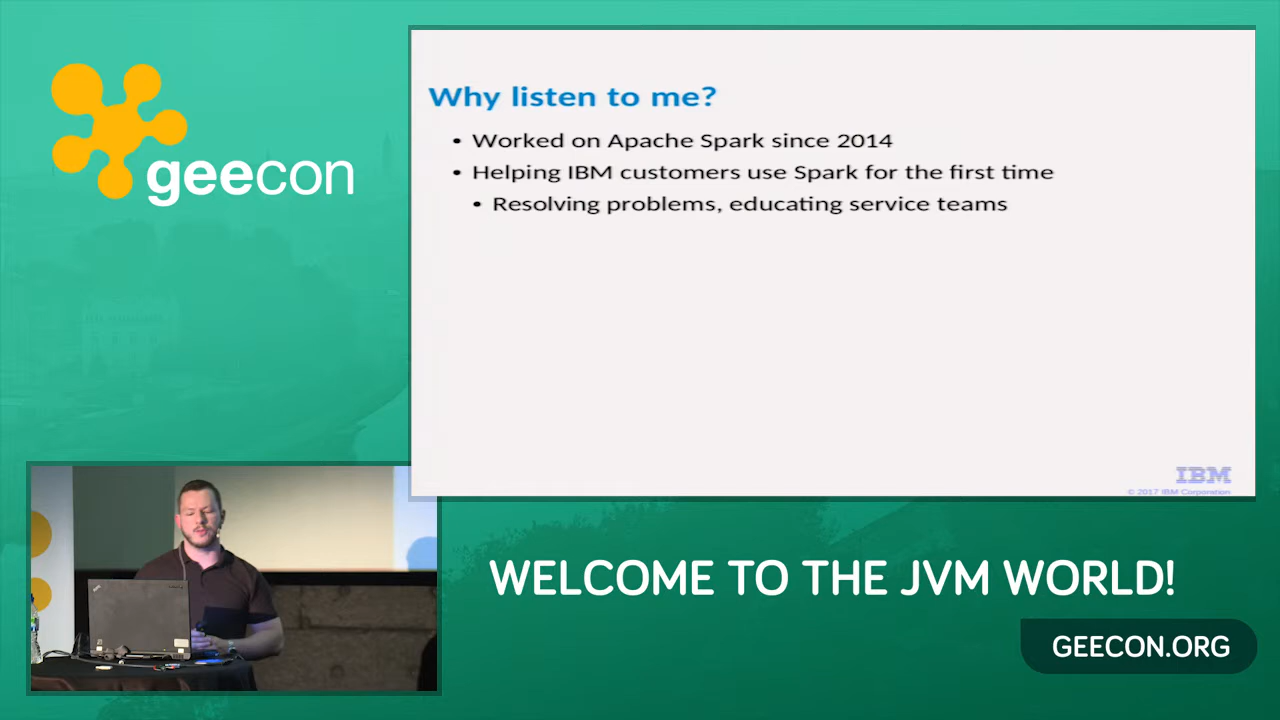 geecon
Why listen to me?
• Worked on Apache Spark since 2014
• Helping IBM customers use Spark for the first time
• Resolving problems, educating service teams
IBM
© 2017 IBM Corporation
WELCOME TO THE JVM WORLD!
GEECON.ORG